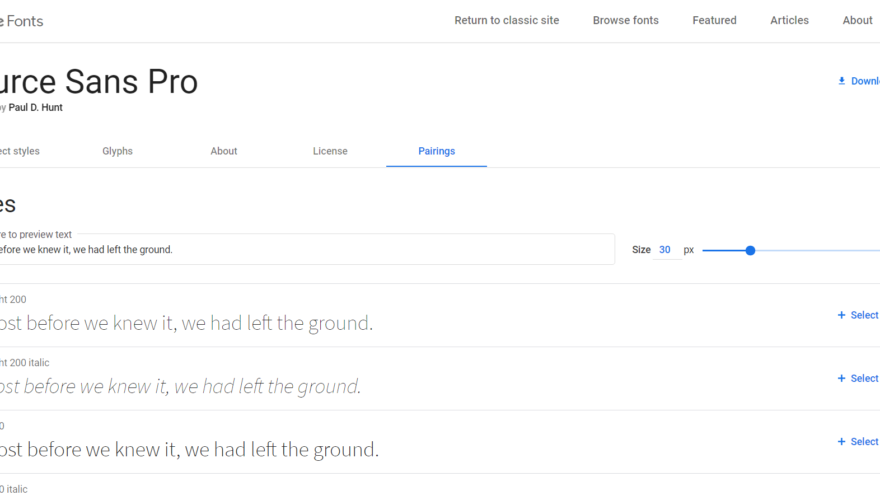 e Fonts Return to classic site Browse fonts Featured Articles About
urce Sans Pro
by Paul D. Hunt Downl
ect styles Glyphs About License Pairings
es
re to preview text
efore we knew it, we had left the ground. Size 30 px
ht 200
ost before we knew it, we had left the ground. + Select
ht 200 italic
ost before we knew it, we had left the ground. + Select
0
ost before we knew it, we had left the ground. + Select
0 italic